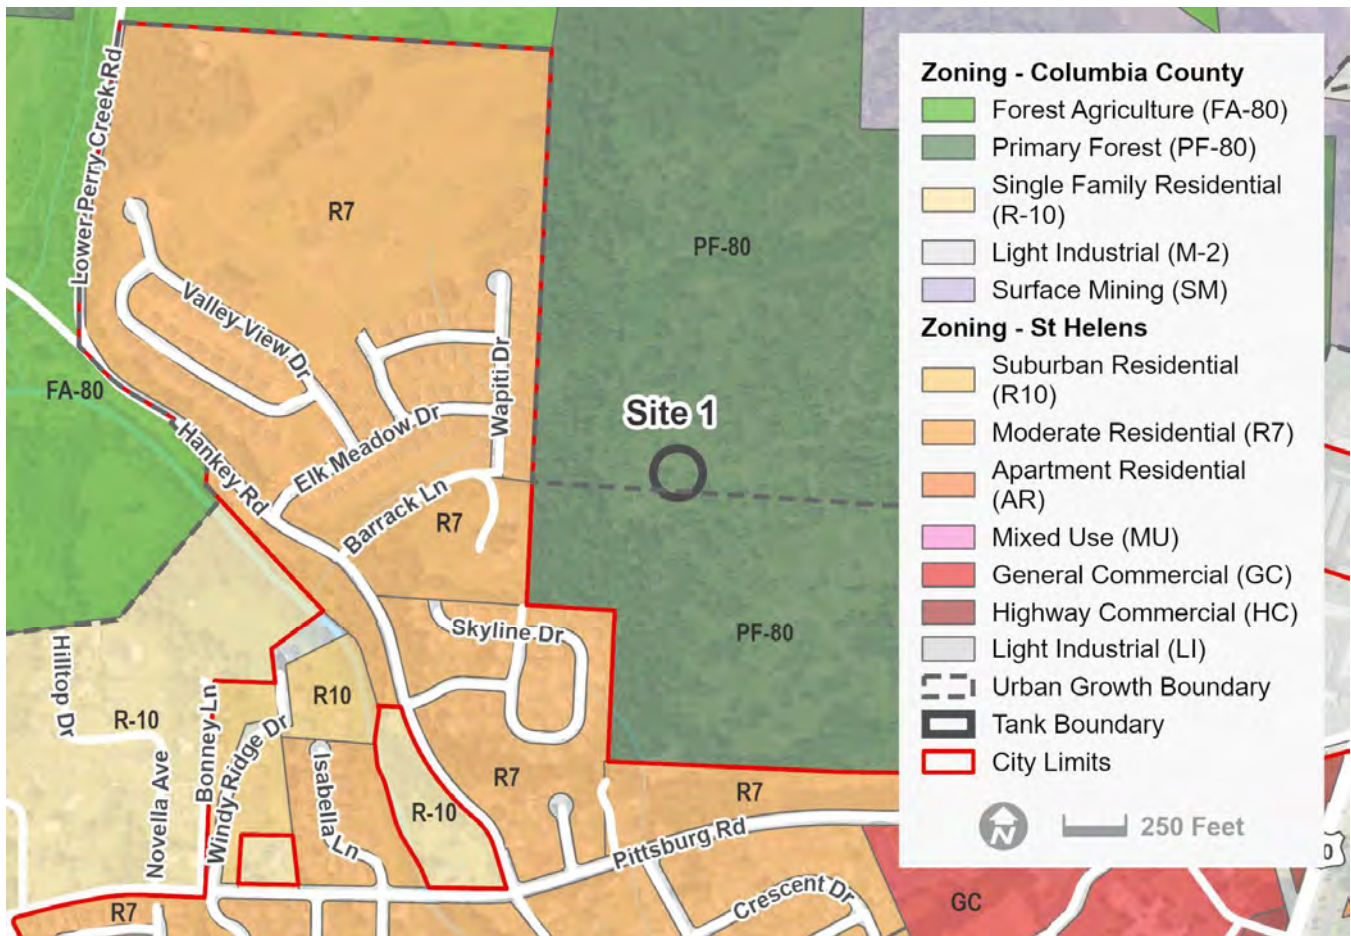 Lower Perry Creek Rd
R7
PF-80
Valley View Dr
Wapiti Dr
FA-80
Site 1
Hankey Rd
Elk Meadow Dr
Barrack Ln
R7
Skyline Dr
PF-80
Hilltop Dr
R-10
Novella Ave
Bonney Ln
Windy Ridge Dr
R10
Isabella Ln
R-10
R7
R7
Pittsburg Rd
Crescent Dr
R7
GC
Zoning - Columbia County
Forest Agriculture (FA-80)
Primary Forest (PF-80)
Single Family Residential
(R-10)
Light Industrial (M-2)
Surface Mining (SM)
Zoning - St Helens
Suburban Residential
(R10)
Moderate Residential (R7)
Apartment Residential
(AR)
Mixed Use (MU)
General Commercial (GC)
Highway Commercial (HC)
Light Industrial (LI)
Urban Growth Boundary
Tank Boundary
City Limits
N
250 Feet